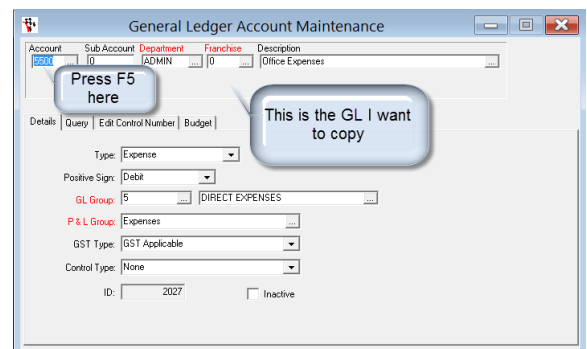 General Ledger Account Maintenance
Account Sub Account Department Franchise Description
5500 ... 0 ADMIN ... 0 ... Office Expenses ...
Press F5
here
This is the GL I want
to copy
Details Query Edit Control Number Budget
Type: Expense
Positive Sign: Debit
GL Group: 5 ... DIRECT EXPENSES ...
P & L Group: Expenses ...
GST Type: GST Applicable
Control Type: None
ID: 2027 Inactive